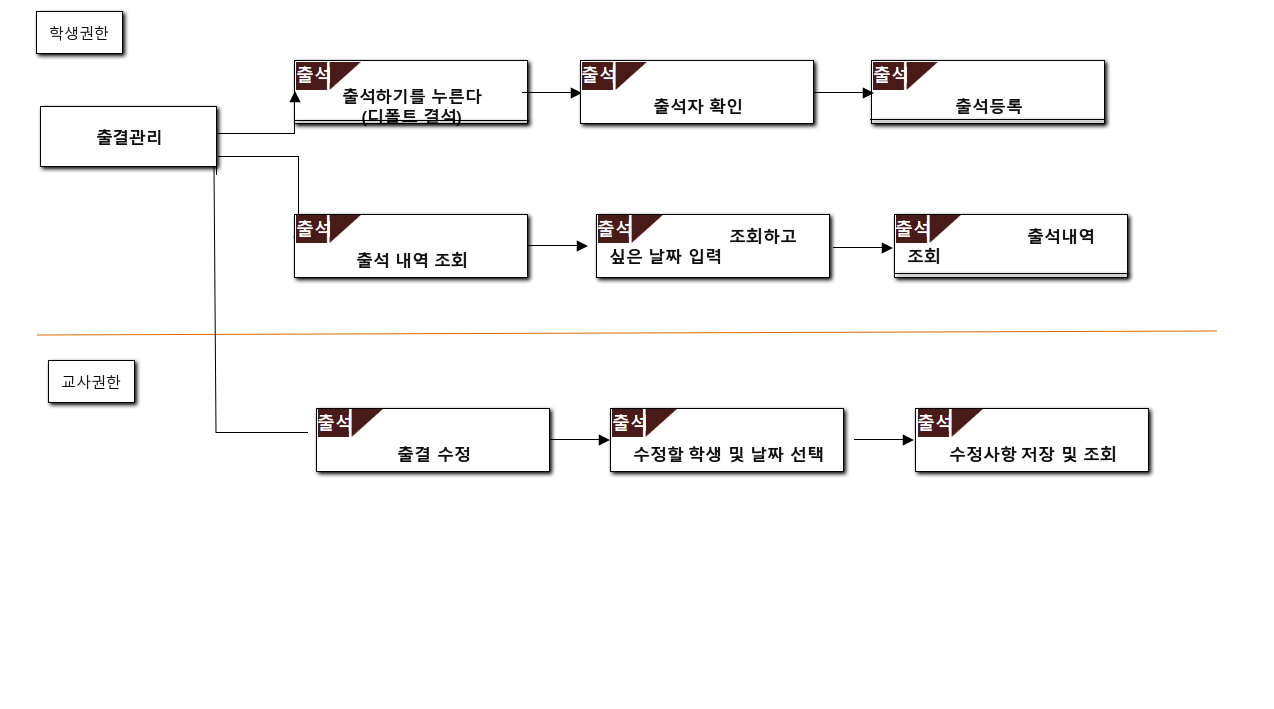 학생권한
출결관리
출석
출석하기를 누른다
(디폴트 결석)
출석
출석자 확인
출석
출석등록
출석
출석 내역 조회
출석
조회하고
싶은 날짜 입력
출석
출석내역
조회
교사권한
출석
출결 수정
출석
수정할 학생 및 날짜 선택
출석
수정사항 저장 및 조회